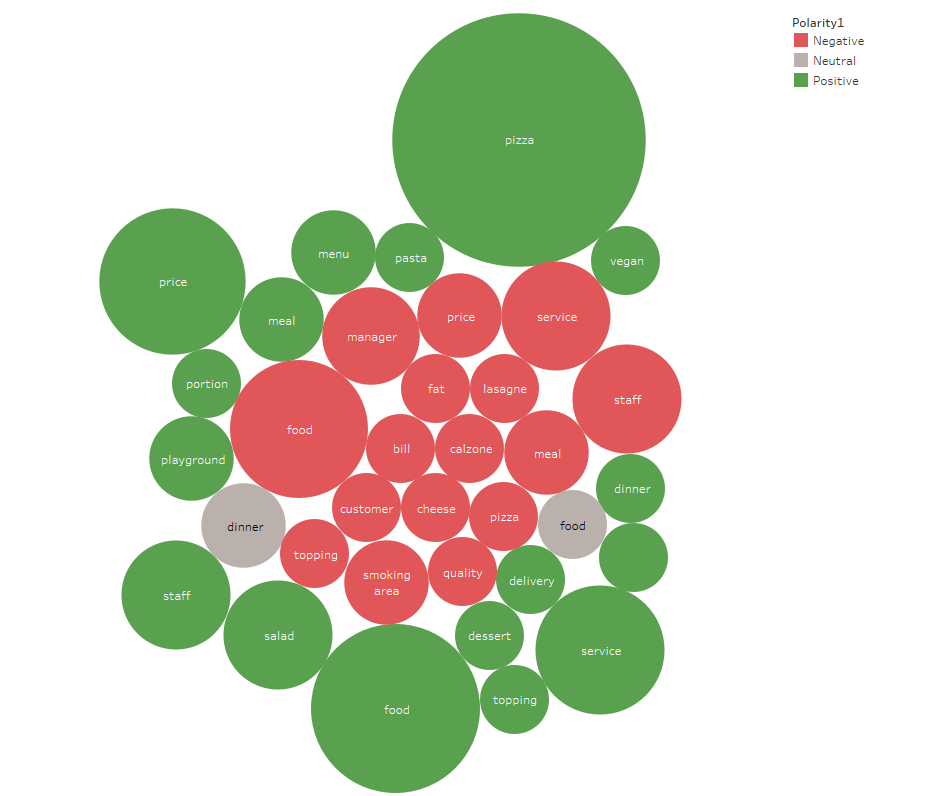 Polarity1
Negative
Neutral
Positive
pizza
menu
pasta
vegan
price
meal
manager
price
service
portion
fat
lasagne
staff
food
playground
bill
calzone
meal
dinner
dinner
customer
cheese
pizza
food
topping
smoking
area
quality
delivery
staff
salad
dessert
service
food
topping